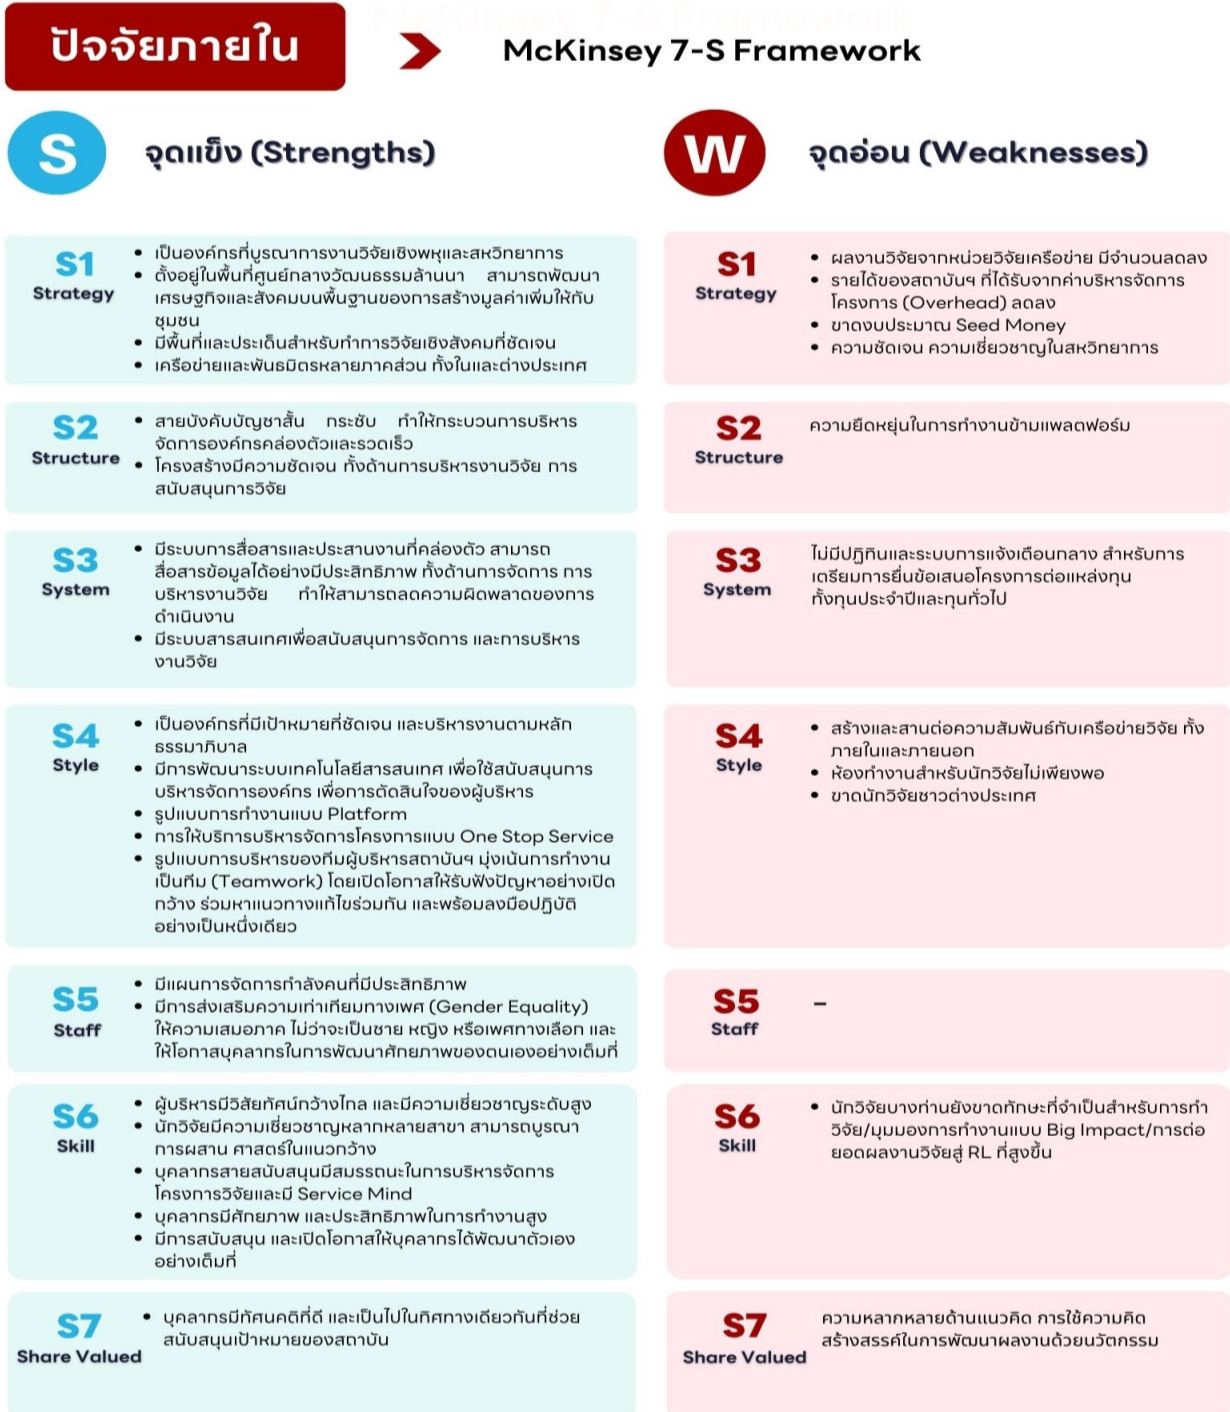 McKinsey 7-S Framework
ปัจจัยภายใน
McKinsey 7-S Framework
S
จุดแข็ง (Strengths)
S1
Strategy
• เป็นองค์กรที่บูรณาการงานวิจัยเชิงพหุและสหวิทยาการ
• ตั้งอยู่ในพื้นที่ศูนย์กลางวัฒนธรรมล้านนา สามารถพัฒนา
เศรษฐกิจและสังคมบนพื้นฐานของการสร้างมูลค่าเพิ่มให้กับ
ชุมชน
• มีพื้นที่และประเด็นสำหรับทำการวิจัยเชิงสังคมที่ชัดเจน
• เครือข่ายและพันธมิตรหลายภาคส่วน ทั้งในและต่างประเทศ
S2
Structure
• สายบังคับบัญชาสั้น กระชับ ทำให้กระบวนการบริหาร
จัดการองค์กรคล่องตัวและรวดเร็ว
• โครงสร้างมีความชัดเจน ทั้งด้านการบริหารงานวิจัย การ
สนับสนุนการวิจัย
S3
System
• มีระบบการสื่อสารและประสานงานที่คล่องตัว สามารถ
สื่อสารข้อมูลได้อย่างมีประสิทธิภาพ ทั้งด้านการจัดการ การ
บริหารงานวิจัย ทำให้สามารถลดความผิดพลาดของการ
ดำเนินงาน
• มีระบบสารสนเทศเพื่อสนับสนุนการจัดการ และการบริหาร
งานวิจัย
S4
Style
• เป็นองค์กรที่มีเป้าหมายที่ชัดเจน และบริหารงานตามหลัก
ธรรมาภิบาล
• มีการพัฒนาระบบเทคโนโลยีสารสนเทศ เพื่อใช้สนับสนุนการ
บริหารจัดการองค์กร เพื่อการตัดสินใจของผู้บริหาร
• รูปแบบการทำงานแบบ Platform
• การให้บริการบริหารจัดการโครงการแบบ One Stop Service
• รูปแบบการบริหารของทีมผู้บริหารสถาบันฯ มุ่งเน้นการทำงาน
เป็นทีม (Teamwork) โดยเปิดโอกาสให้รับฟังปัญหาอย่างเปิด
กว้าง ร่วมหาแนวทางแก้ไขร่วมกัน และพร้อมลงมือปฏิบัติ
อย่างเป็นหนึ่งเดียว
S5
Staff
• มีแผนการจัดการกำลังคนที่มีประสิทธิภาพ
• มีการส่งเสริมความเท่าเทียมทางเพศ (Gender Equality)
ให้ความเสมอภาค ไม่ว่าจะเป็นชาย หญิง หรือเพศทางเลือก และ
ให้โอกาสบุคลากรในการพัฒนาศักยภาพของตนเองอย่างเต็มที่
S6
Skill
• ผู้บริหารมีวิสัยทัศน์กว้างไกล และมีความเชี่ยวชาญระดับสูง
• นักวิจัยมีความเชี่ยวชาญหลากหลายสาขา สามารถบูรณา
การผสาน ศาสตร์ในแนวกว้าง
• บุคลากรสายสนับสนุนมีสมรรถนะในการบริหารจัดการ
โครงการวิจัยและมี Service Mind
• บุคลากรมีศักยภาพ และประสิทธิภาพในการทำงานสูง
• มีการสนับสนุน และเปิดโอกาสให้บุคลากรได้พัฒนาตัวเอง
อย่างเต็มที่
S7
Share Valued
• บุคลากรมีทัศนคติที่ดี และเป็นไปในทิศทางเดียวกันที่ช่วย
สนับสนุนเป้าหมายของสถาบัน
W
จุดอ่อน (Weaknesses)
S1
Strategy
• ผลงานวิจัยจากหน่วยวิจัยเครือข่าย มีจำนวนลดลง
• รายได้ของสถาบันฯ ที่ได้รับจากค่าบริหารจัดการ
โครงการ (Overhead) ลดลง
• ขาดงบประมาณ Seed Money
• ความชัดเจน ความเชี่ยวชาญในสหวิทยาการ
S2
Structure
ความยืดหยุ่นในการทำงานข้ามแพลตฟอร์ม
S3
System
ไม่มีปฏิทินและระบบการแจ้งเตือนกลาง สำหรับการ
เตรียมการยื่นข้อเสนอโครงการต่อแหล่งทุน
ทั้งทุนประจำปีและทุนทั่วไป
S4
Style
• สร้างและสานต่อความสัมพันธ์กับเครือข่ายวิจัย ทั้ง
ภายในและภายนอก
• ห้องทำงานสำหรับนักวิจัยไม่เพียงพอ
• ขาดนักวิจัยชาวต่างประเทศ
S5
Staff
–
S6
Skill
• นักวิจัยบางท่านยังขาดทักษะที่จำเป็นสำหรับการทำ
วิจัย/มุมมองการทำงานแบบ Big Impact/การต่อ
ยอดผลงานวิจัยสู่ RL ที่สูงขึ้น
S7
Share Valued
ความหลากหลายด้านแนวคิด การใช้ความคิด
สร้างสรรค์ในการพัฒนาผลงานด้วยนวัตกรรม